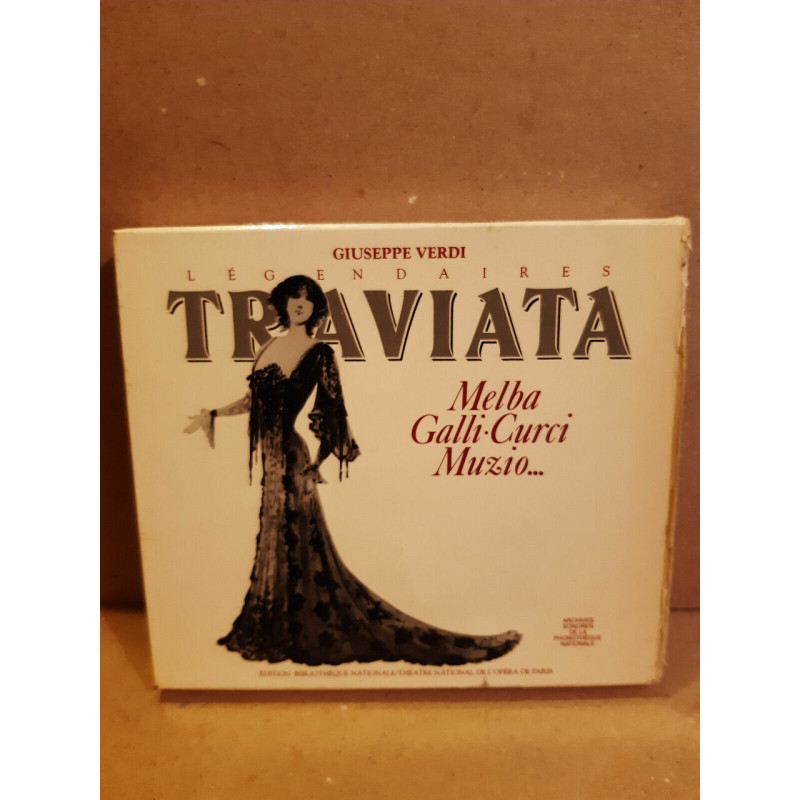 GIUSEPPE VERDI
LÉGENDAIRES
TRAVIATA
Melba
Galli-Curci
Muzio...
ARCHIVES
SONORES
DE LA
PHONOTHÈQUE
NATIONALE
ÉDITION BIBLIOTHÈQUE NATIONALE/THÉATRE NATIONAL DE L'OPÉRA DE PARIS